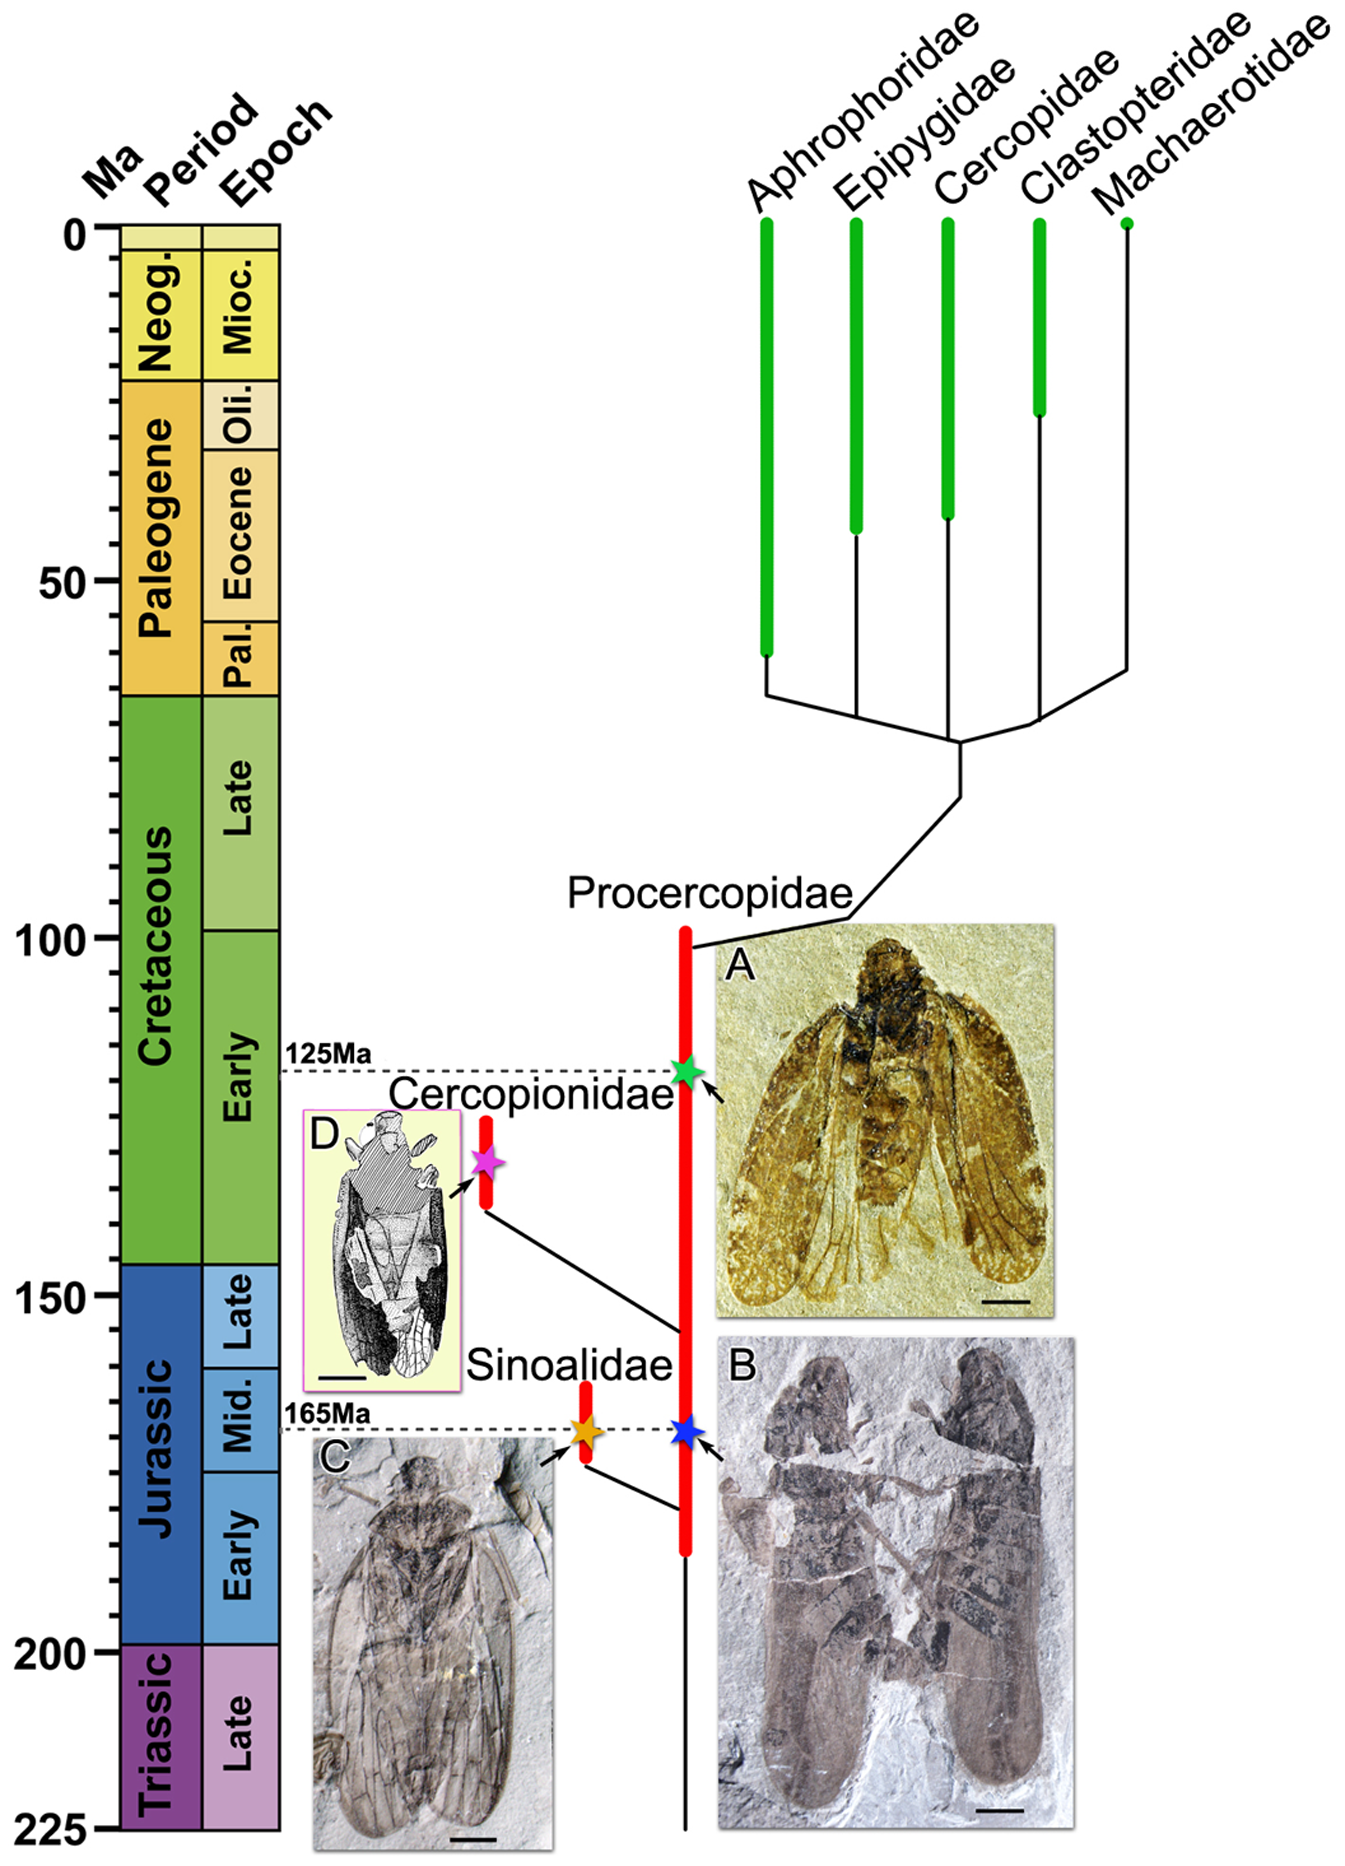 Ma
Period
Epoch
Aphrophoridae
Epipygidae
Cercopidae
Clastopteridae
Machaerotidae
0
50
100
150
200
225
Neog.
Paleogene
Cretaceous
Jurassic
Triassic
Mioc.
Oli.
Eocene
Pal.
Late
Early
Late
Mid.
Early
Late
Procercopidae
A
125Ma
Cercopionidae
D
Sinoalidae
B
165Ma
C